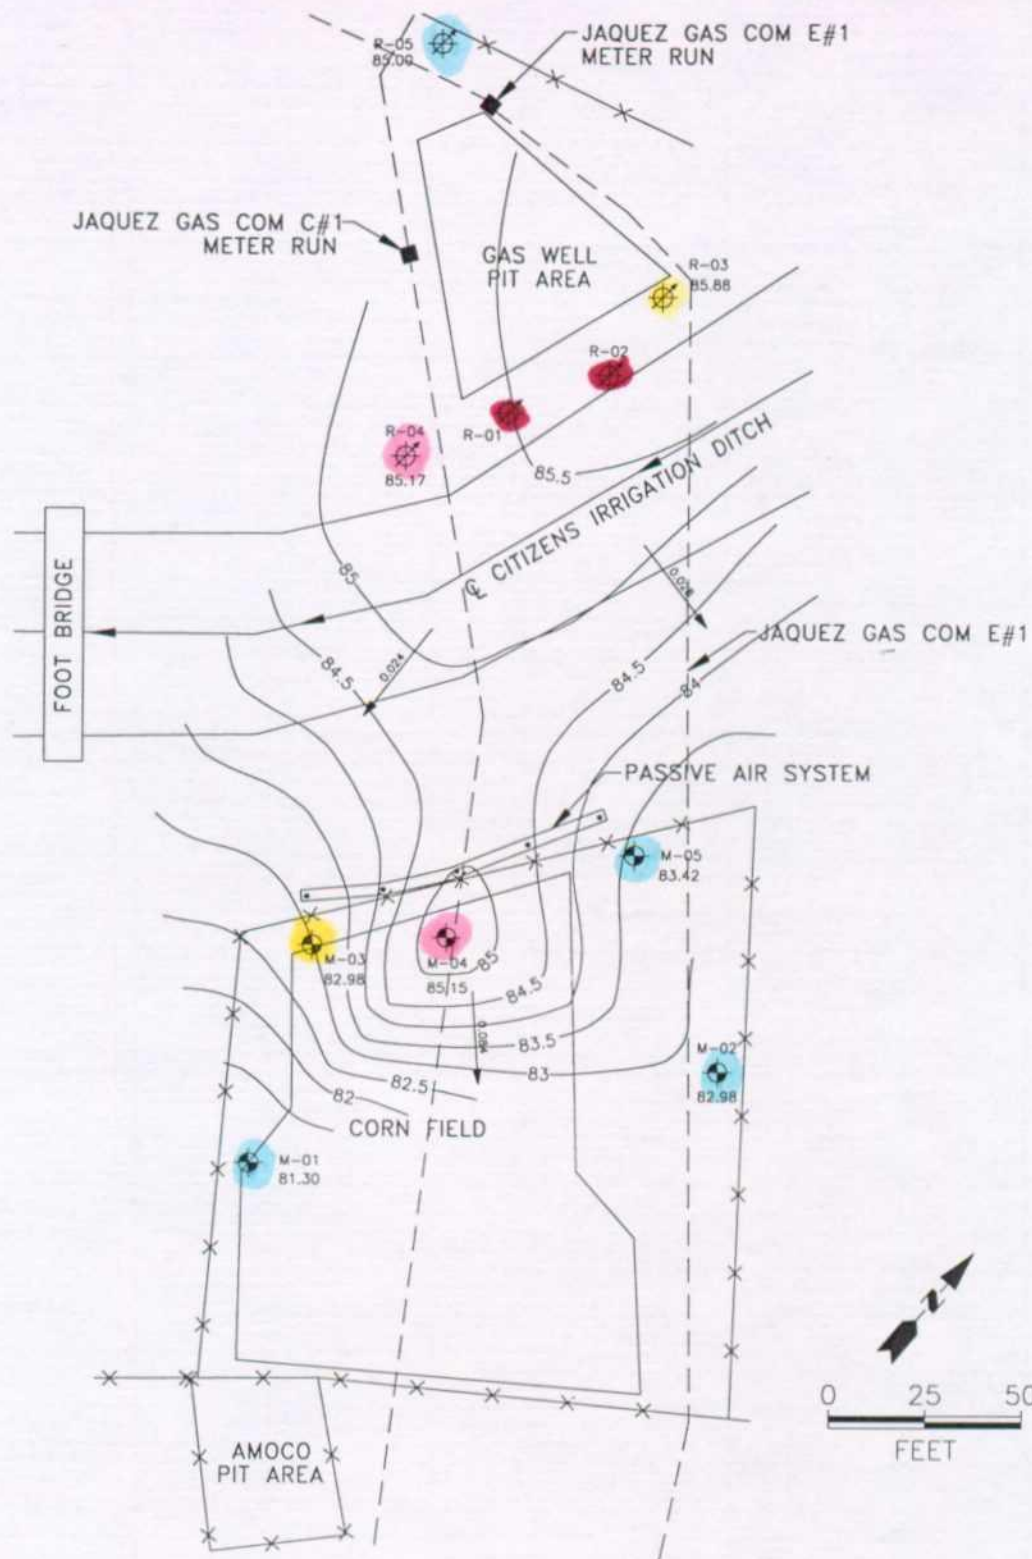 R-05
85.00
JAQUEZ GAS COM E#1
METER RUN
JAQUEZ GAS COM C#1
METER RUN
GAS WELL
PIT AREA
R-03
85.88
R-02
R-01
R-04
85.17
85.5
℄ CITIZENS IRRIGATION DITCH
85
FOOT BRIDGE
0.026
JAQUEZ GAS COM E#1
84.5
0.024
84.5
84
PASSIVE AIR SYSTEM
M-05
83.42
M-03
82.98
M-04
85.15
85
84.5
0.084
83.5
83
M-02
82.98
82.5
82
CORN FIELD
M-01
81.30
N
0 25 50
FEET
AMOCO
PIT AREA